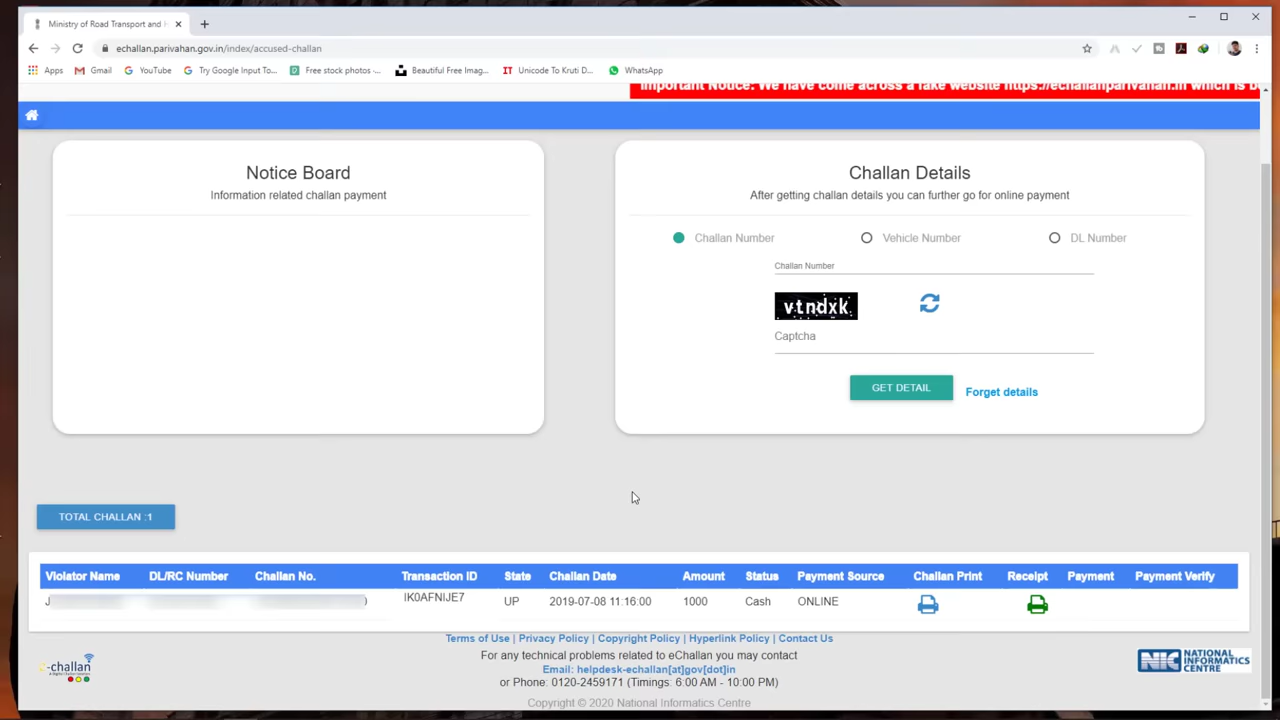 Ministry of Road Transport and H
echallan.parivahan.gov.in/index/accused-challan
Apps
Gmail
YouTube
Try Google Input To...
Free stock photos -...
Beautiful Free Imag...
IT Unicode To Kruti D...
WhatsApp
Important Notice: We have come across a fake website https://echallanparivahan.in which is be
Notice Board
Information related challan payment
Challan Details
After getting challan details you can further go for online payment
Challan Number
Vehicle Number
DL Number
Challan Number
vtndxk
Captcha
GET DETAIL
Forget details
TOTAL CHALLAN :1
Violator Name DL/RC Number Challan No. Transaction ID State Challan Date Amount Status Payment Source Challan Print Receipt Payment Payment Verify
J ) IK0AFNIJE7 UP 2019-07-08 11:16:00 1000 Cash ONLINE
Terms of Use | Privacy Policy | Copyright Policy | Hyperlink Policy | Contact Us
For any technical problems related to eChallan you may contact
Email: helpdesk-echallan[at]gov[dot]in
or Phone: 0120-2459171 (Timings: 6:00 AM - 10:00 PM)
Copyright © 2020 National Informatics Centre
e-challan
NIC NATIONAL
INFORMATICS
CENTRE